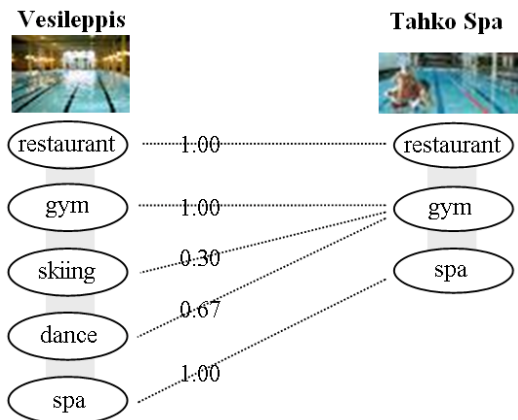 Vesileppis
Tahko Spa
restaurant
1.00
restaurant
gym
1.00
gym
skiing
0.30
spa
dance
0.67
spa
1.00